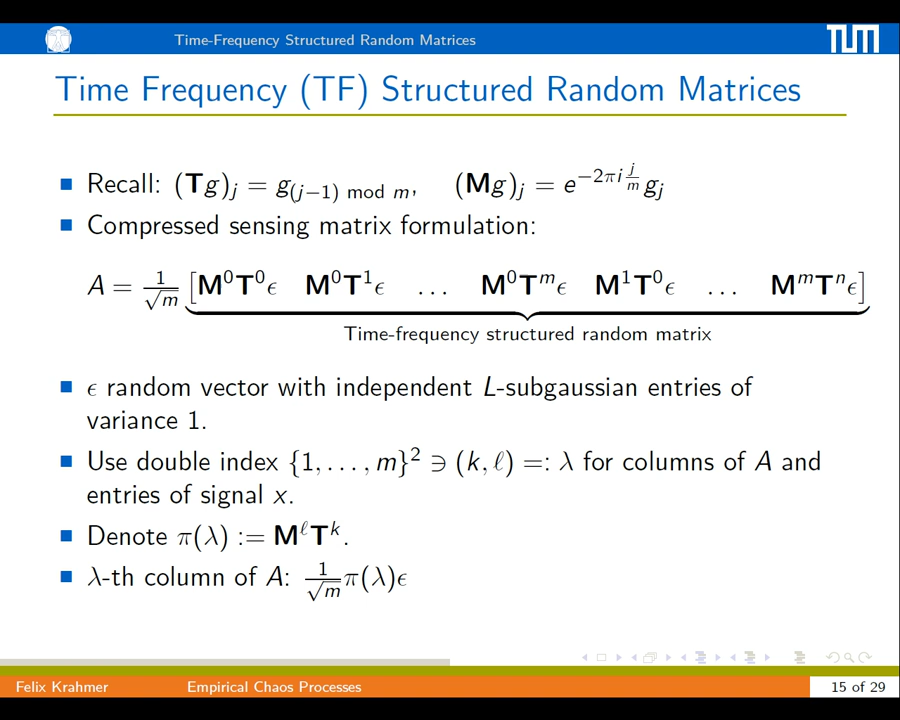 Time-Frequency Structured Random Matrices
TUM
Time Frequency (TF) Structured Random Matrices
Recall: (𝐓g)_j = g_{(j−1) mod m}, (𝐌g)_j = e^{−2πi j/m} g_j
Compressed sensing matrix formulation:
A = 1/√m [𝐌⁰𝐓⁰ϵ 𝐌⁰𝐓¹ϵ ... 𝐌⁰𝐓ᵐϵ 𝐌¹𝐓⁰ϵ ... 𝐌ᵐ𝐓ⁿϵ]
Time-frequency structured random matrix
ϵ random vector with independent L-subgaussian entries of
variance 1.
Use double index {1, ..., m}² ∋ (k, ℓ) =: λ for columns of A and
entries of signal x.
Denote π(λ) := 𝐌^ℓ 𝐓^k.
λ-th column of A: 1/√m π(λ)ϵ
Felix Krahmer Empirical Chaos Processes 15 of 29